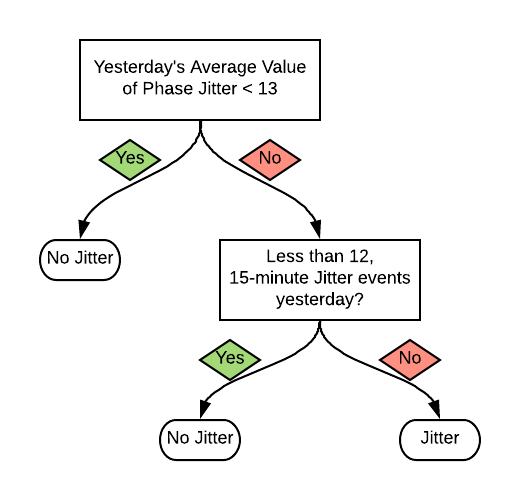 Yesterday's Average Value
of Phase Jitter < 13
Yes
No
No Jitter
Less than 12,
15-minute Jitter events
yesterday?
Yes
No
No Jitter
Jitter